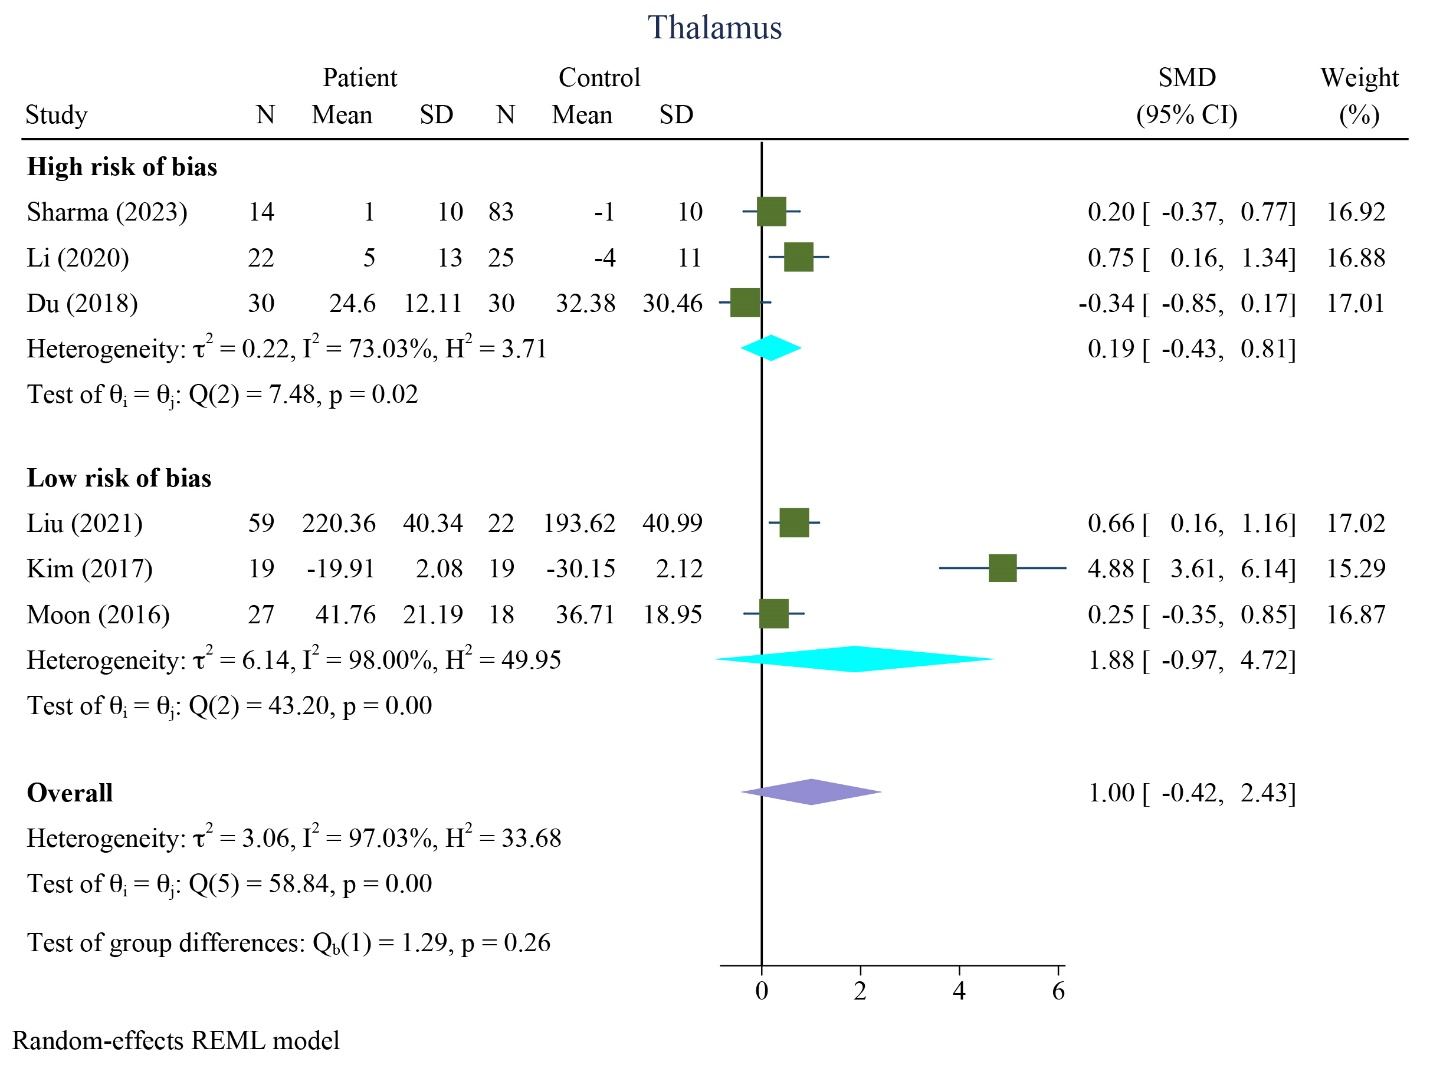 Thalamus
Patient Control SMD Weight
Study N Mean SD N Mean SD (95% CI) (%)
High risk of bias
Sharma (2023) 14 1 10 83 -1 10 0.20 [ -0.37, 0.77] 16.92
Li (2020) 22 5 13 25 -4 11 0.75 [ 0.16, 1.34] 16.88
Du (2018) 30 24.6 12.11 30 32.38 30.46 -0.34 [ -0.85, 0.17] 17.01
Heterogeneity: τ² = 0.22, I² = 73.03%, H² = 3.71 0.19 [ -0.43, 0.81]
Test of θᵢ = θⱼ: Q(2) = 7.48, p = 0.02
Low risk of bias
Liu (2021) 59 220.36 40.34 22 193.62 40.99 0.66 [ 0.16, 1.16] 17.02
Kim (2017) 19 -19.91 2.08 19 -30.15 2.12 4.88 [ 3.61, 6.14] 15.29
Moon (2016) 27 41.76 21.19 18 36.71 18.95 0.25 [ -0.35, 0.85] 16.87
Heterogeneity: τ² = 6.14, I² = 98.00%, H² = 49.95 1.88 [ -0.97, 4.72]
Test of θᵢ = θⱼ: Q(2) = 43.20, p = 0.00
Overall 1.00 [ -0.42, 2.43]
Heterogeneity: τ² = 3.06, I² = 97.03%, H² = 33.68
Test of θᵢ = θⱼ: Q(5) = 58.84, p = 0.00
Test of group differences: Q_b(1) = 1.29, p = 0.26
0 2 4 6
Random-effects REML model